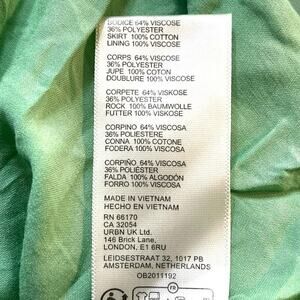 BODICE 64% VISCOSE
36% POLYESTER
SKIRT 100% COTTON
LINING 100% VISCOSE
CORPS 64% VISCOSE
36% POLYESTER
JUPE 100% COTON
DOUBLURE 100% VISCOSE
CORPETE 64% VISKOSE
36% POLYESTER
ROCK 100% BAUMWOLLE
FUTTER 100% VISKOSE
CORPINO 64% VISCOSA
36% POLIESTERE
CONNA 100% COTONE
FODERA 100% VISCOSA
CORPIÑO 64% VISCOSA
36% POLIÉSTER
FALDA 100% ALGODÓN
FORRO 100% VISCOSA
MADE IN VIETNAM
HECHO EN VIETNAM
RN 66170
CA 32054
URBN UK Ltd.
146 Brick Lane,
LONDON, E1 6RU
LEIDSESTRAAT 32, 1017 PB
AMSTERDAM, NETHERLANDS
OB2011192
FR